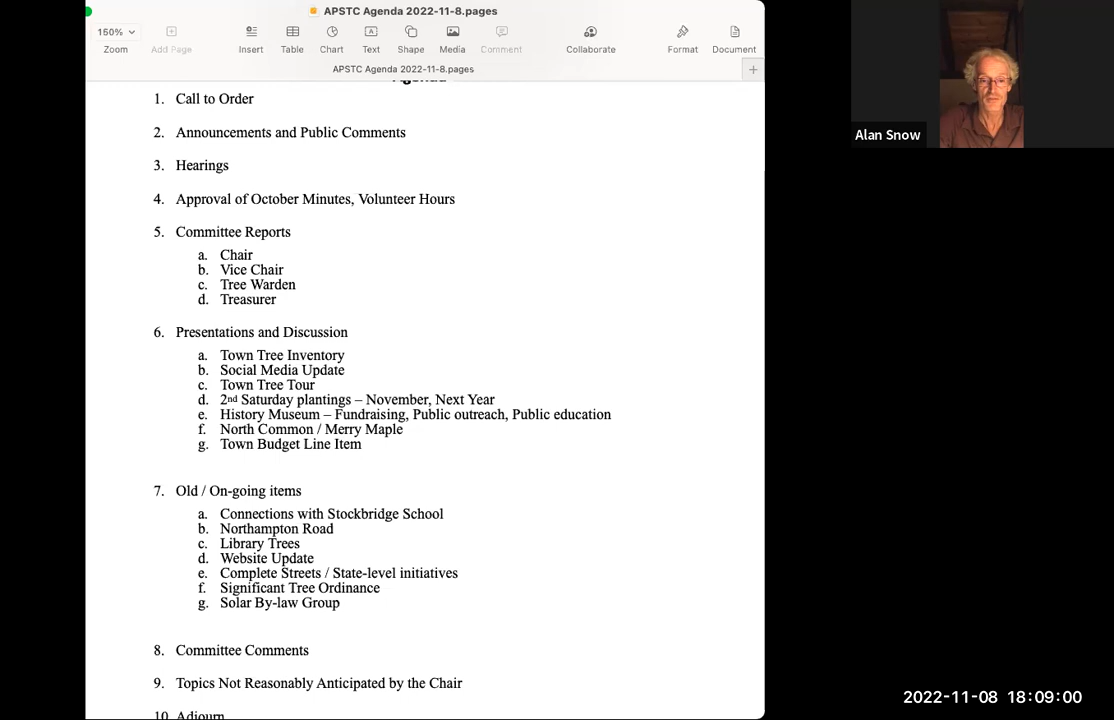 APSTC Agenda 2022-11-8.pages
150%
Zoom
Add Page
Insert
Table
Chart
Text
Shape
Media
Comment
Collaborate
Format
Document
APSTC Agenda 2022-11-8.pages
Agenda
1. Call to Order
2. Announcements and Public Comments
3. Hearings
4. Approval of October Minutes, Volunteer Hours
5. Committee Reports
a. Chair
b. Vice Chair
c. Tree Warden
d. Treasurer
6. Presentations and Discussion
a. Town Tree Inventory
b. Social Media Update
c. Town Tree Tour
d. 2nd Saturday plantings – November, Next Year
e. History Museum – Fundraising, Public outreach, Public education
f. North Common / Merry Maple
g. Town Budget Line Item
7. Old / On-going items
a. Connections with Stockbridge School
b. Northampton Road
c. Library Trees
d. Website Update
e. Complete Streets / State-level initiatives
f. Significant Tree Ordinance
g. Solar By-law Group
8. Committee Comments
9. Topics Not Reasonably Anticipated by the Chair
10. Adjourn
Alan Snow
2022-11-08 18:09:00